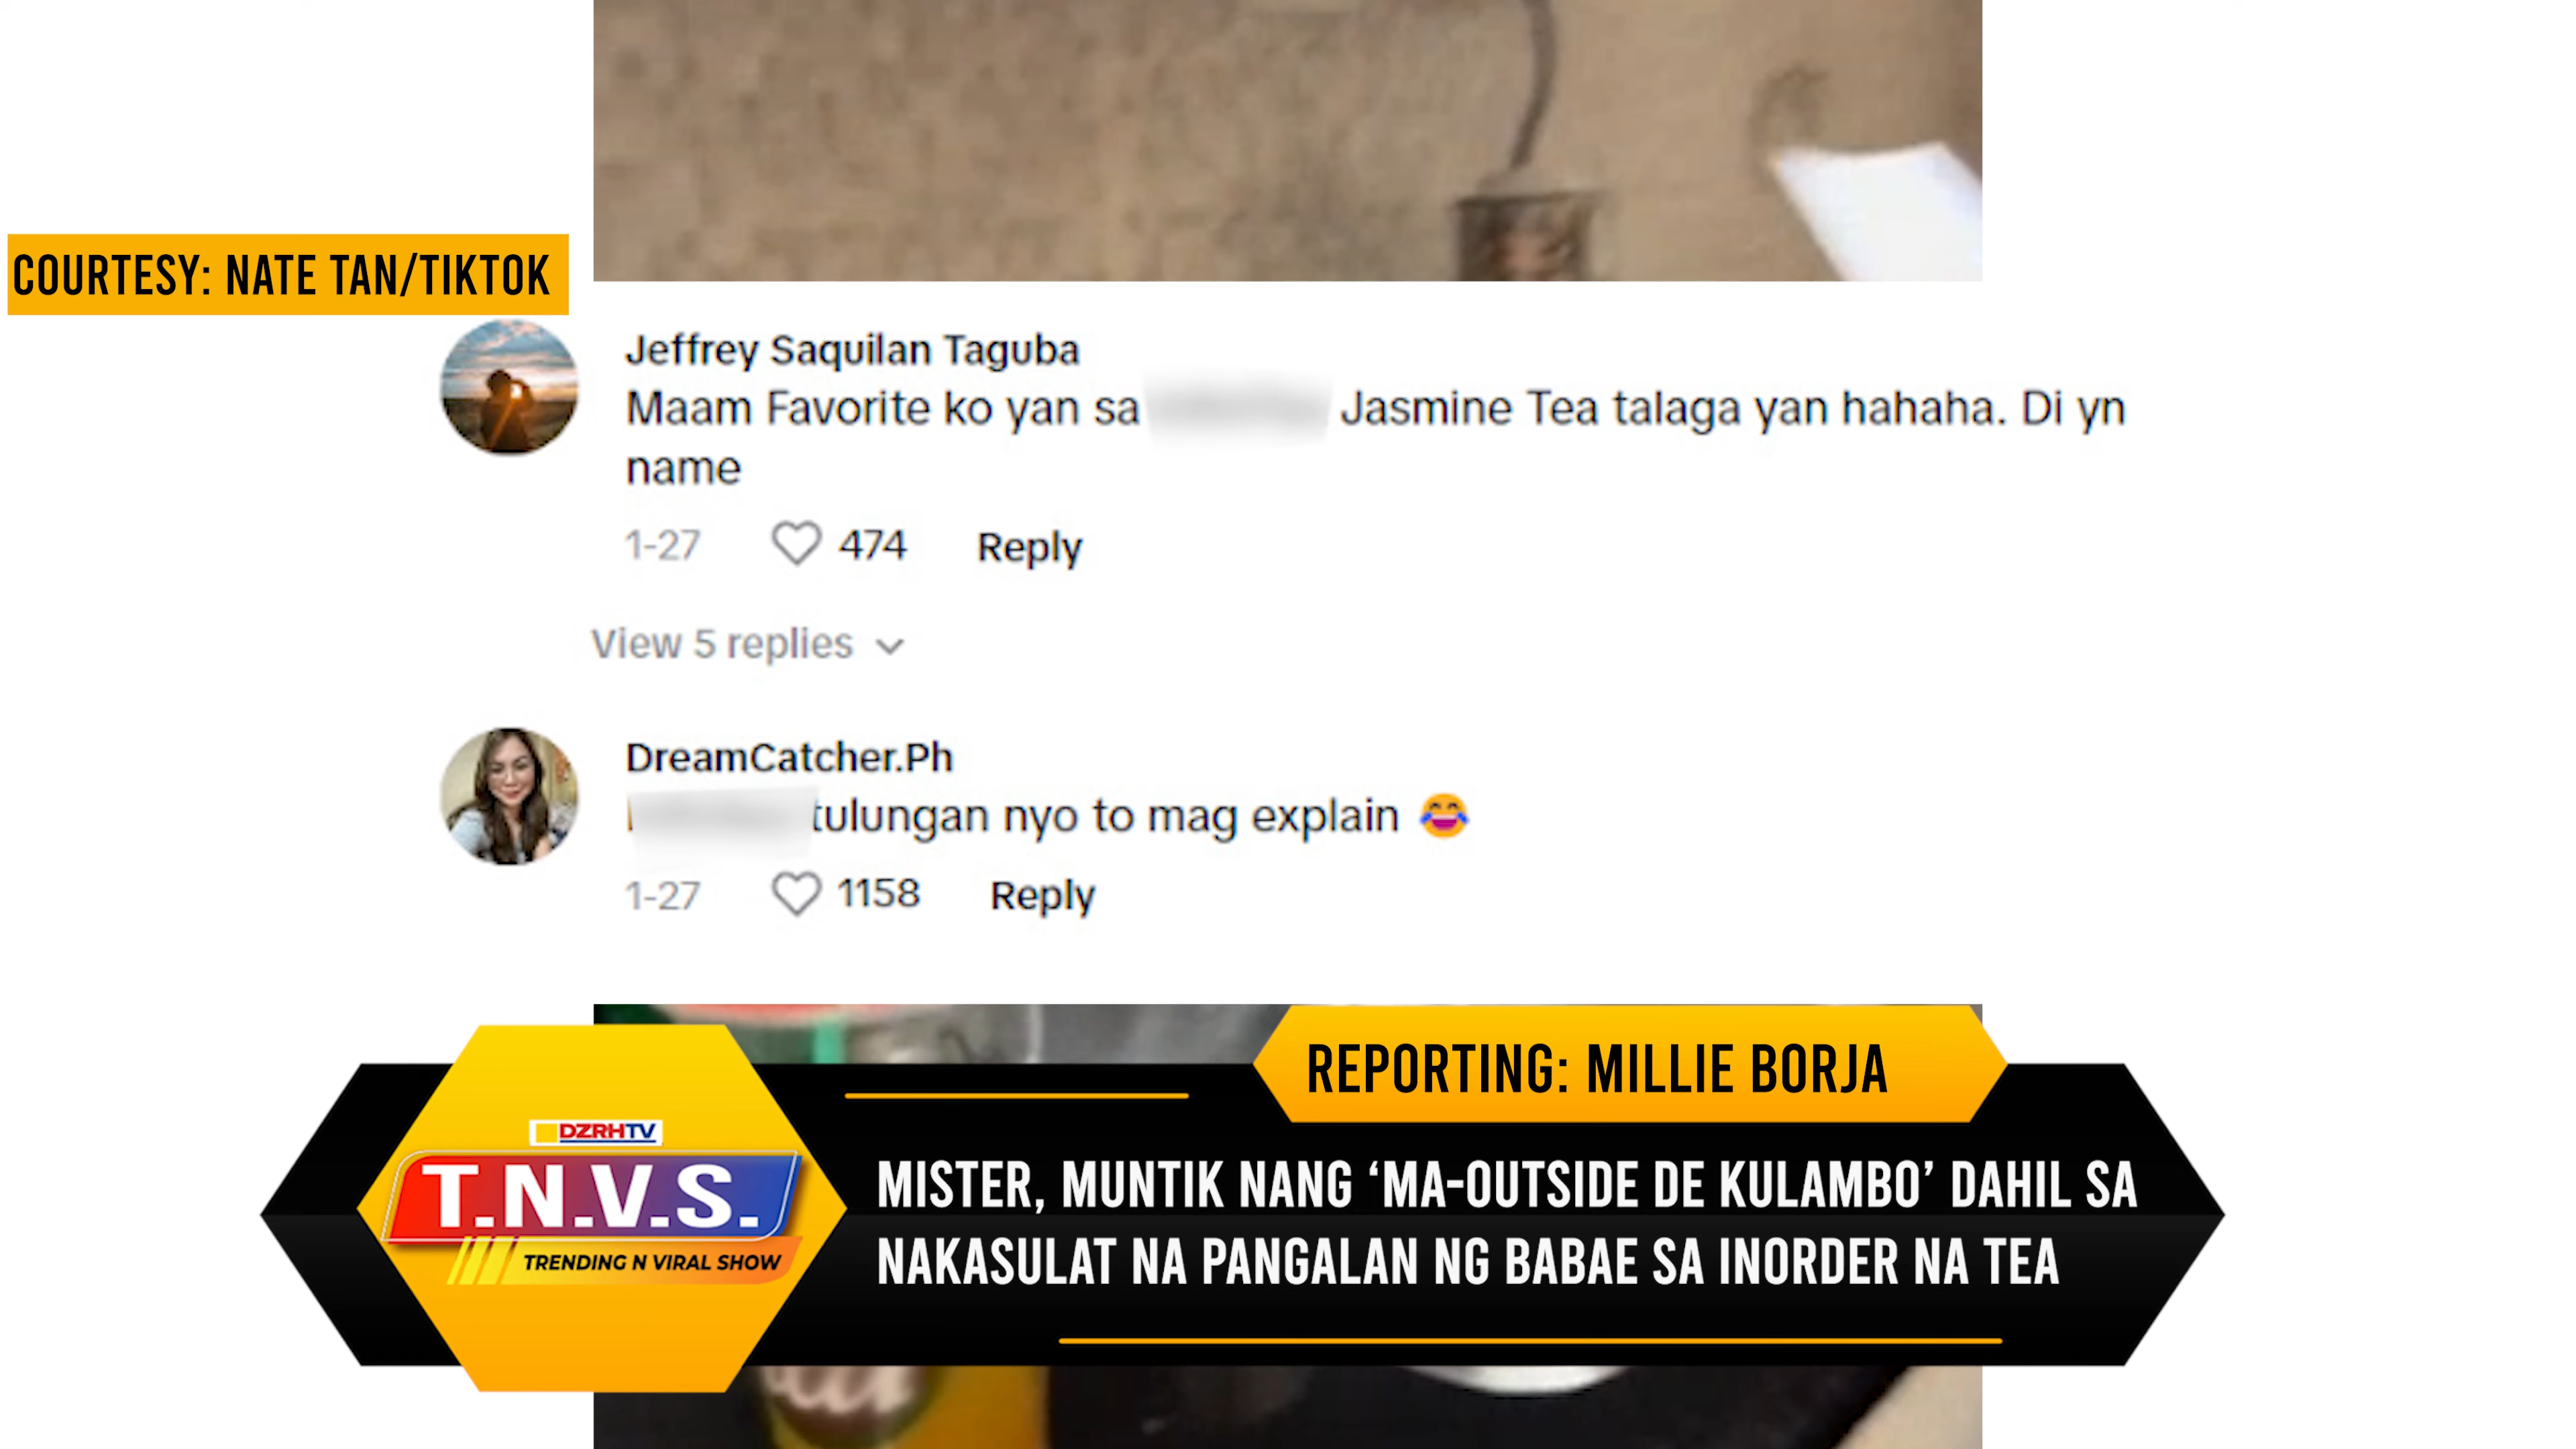 COURTESY: NATE TAN/TIKTOK
Jeffrey Saquilan Taguba
Maam Favorite ko yan sa Jasmine Tea talaga yan hahaha. Di yn
name
1-27 474 Reply
View 5 replies
DreamCatcher.Ph
tulungan nyo to mag explain 😂
1-27 1158 Reply
REPORTING: MILLIE BORJA
DZRHTV
T.N.V.S.
TRENDING N VIRAL SHOW
MISTER, MUNTIK NANG ‘MA-OUTSIDE DE KULAMBO’ DAHIL SA
NAKASULAT NA PANGALAN NG BABAE SA INORDER NA TEA